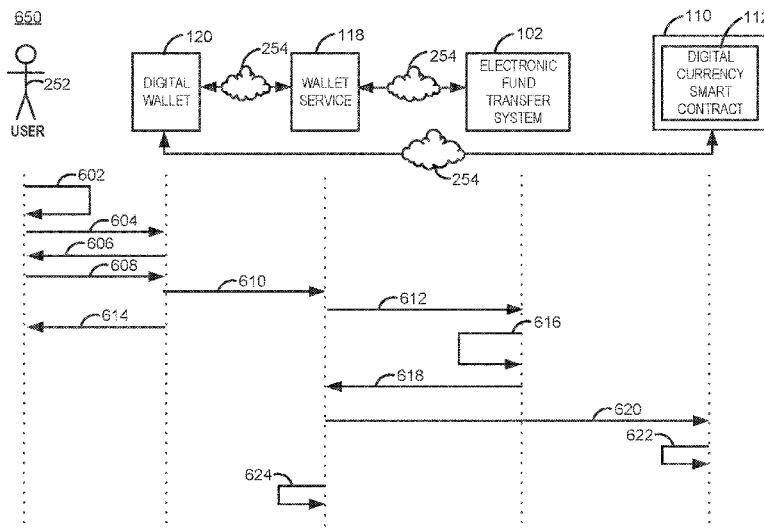 650
120
254
118
254
102
110
112
252
USER
DIGITAL
WALLET
WALLET
SERVICE
ELECTRONIC
FUND
TRANSFER
SYSTEM
DIGITAL
CURRENCY
SMART
CONTRACT
254
602
604
606
608
610
612
614
616
618
620
622
624